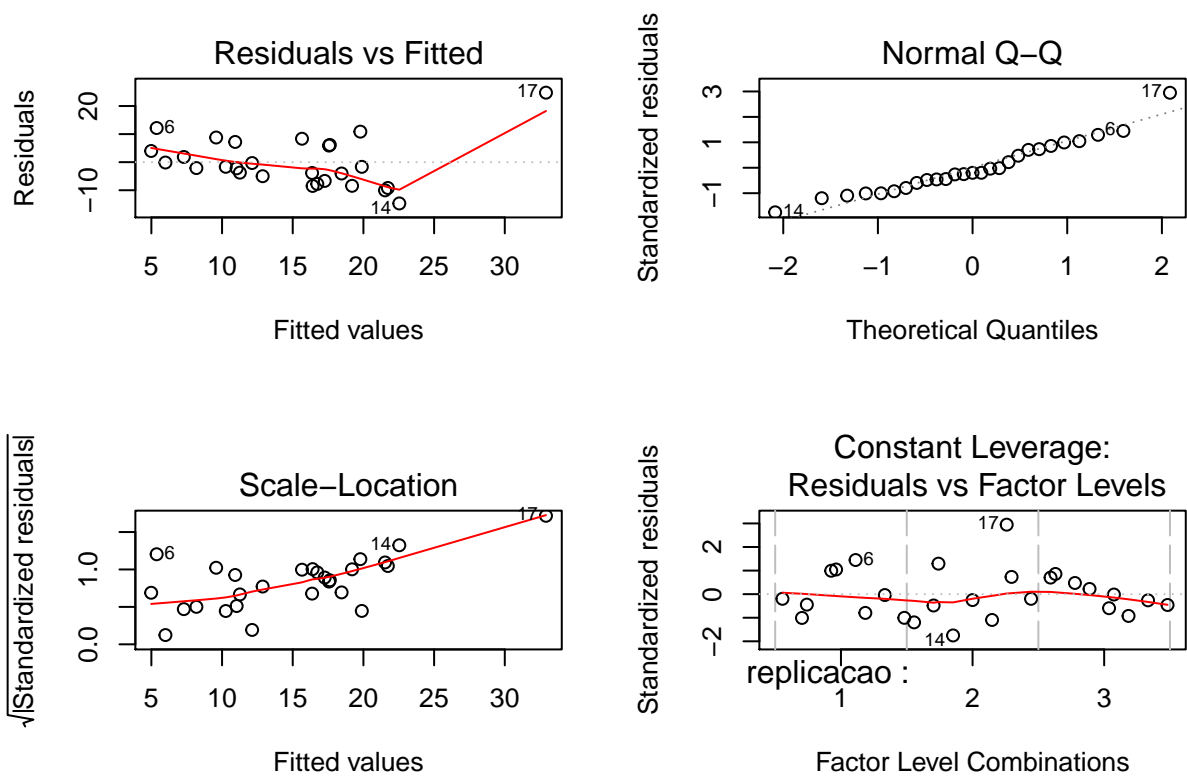 Residuals vs Fitted
Residuals
20
−10
17
6
14
5 10 15 20 25 30
Fitted values
Normal Q−Q
Standardized residuals
3
1
−1
17
6
14
−2 −1 0 1 2
Theoretical Quantiles
Scale−Location
√|Standardized residuals|
1.0
0.0
17
14
6
5 10 15 20 25 30
Fitted values
Constant Leverage:
Residuals vs Factor Levels
Standardized residuals
2
0
−2
17
6
14
replicacao :
1 2 3
Factor Level Combinations